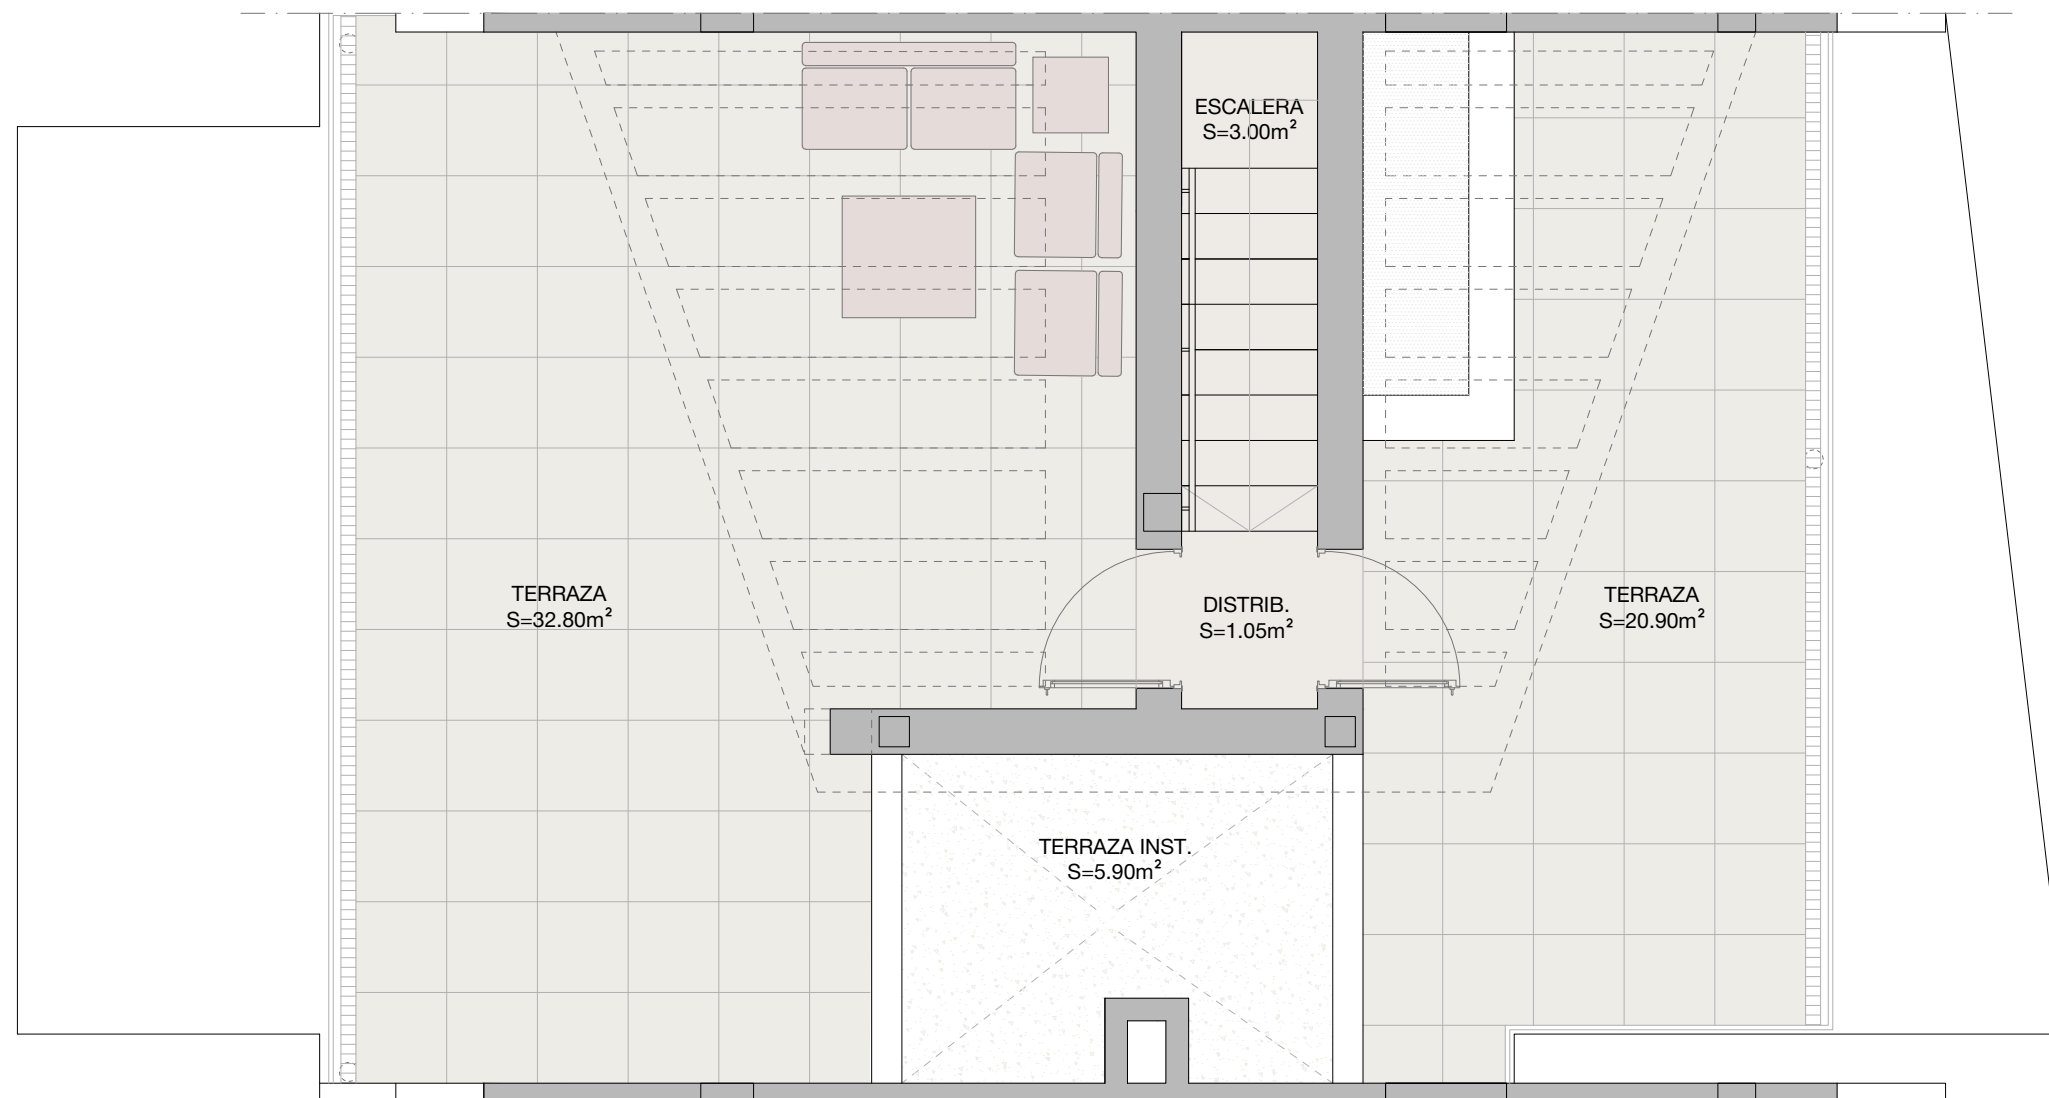 ESCALERA
S=3.00m²
TERRAZA
S=32.80m²
DISTRIB.
S=1.05m²
TERRAZA
S=20.90m²
TERRAZA INST.
S=5.90m²